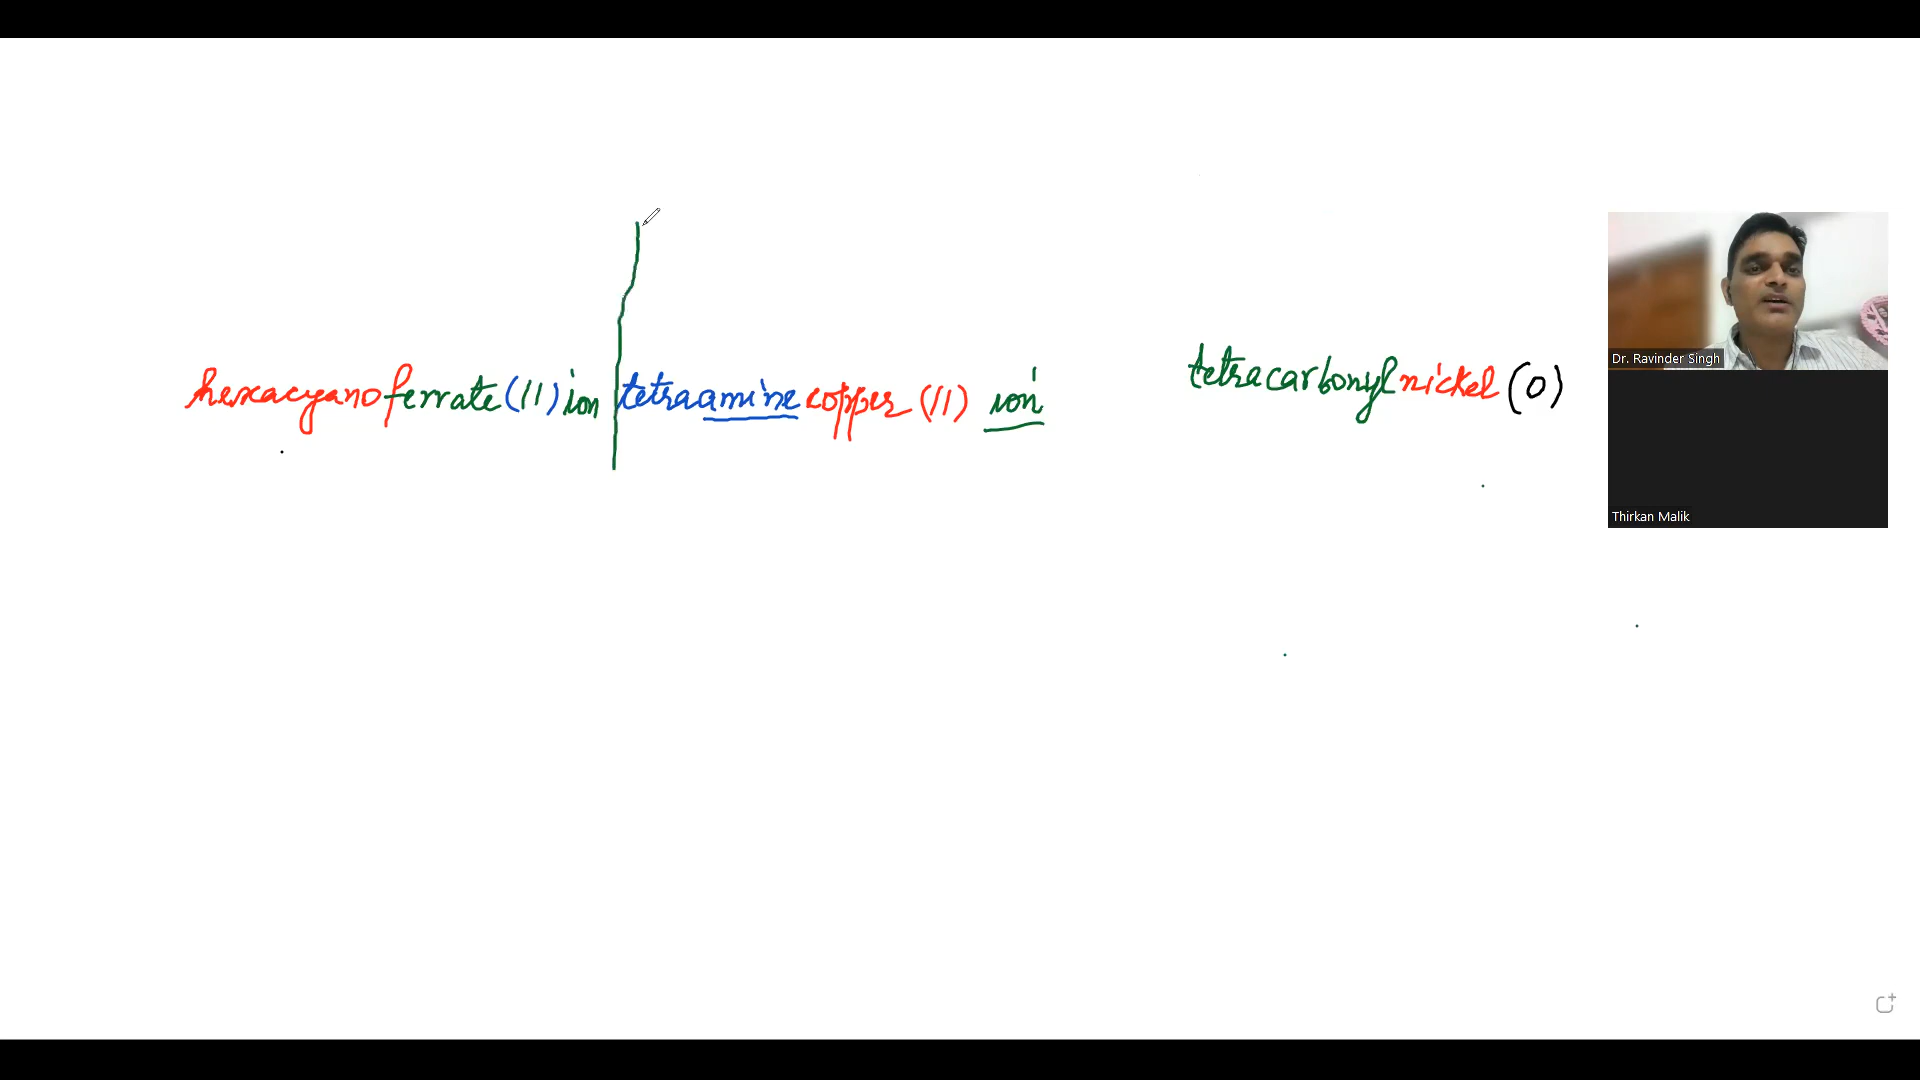 hexacyanoferrate (II) ion tetraamine copper (II) ion tetracarbonyl nickel (0)
Dr. Ravinder Singh
Thirkan Malik